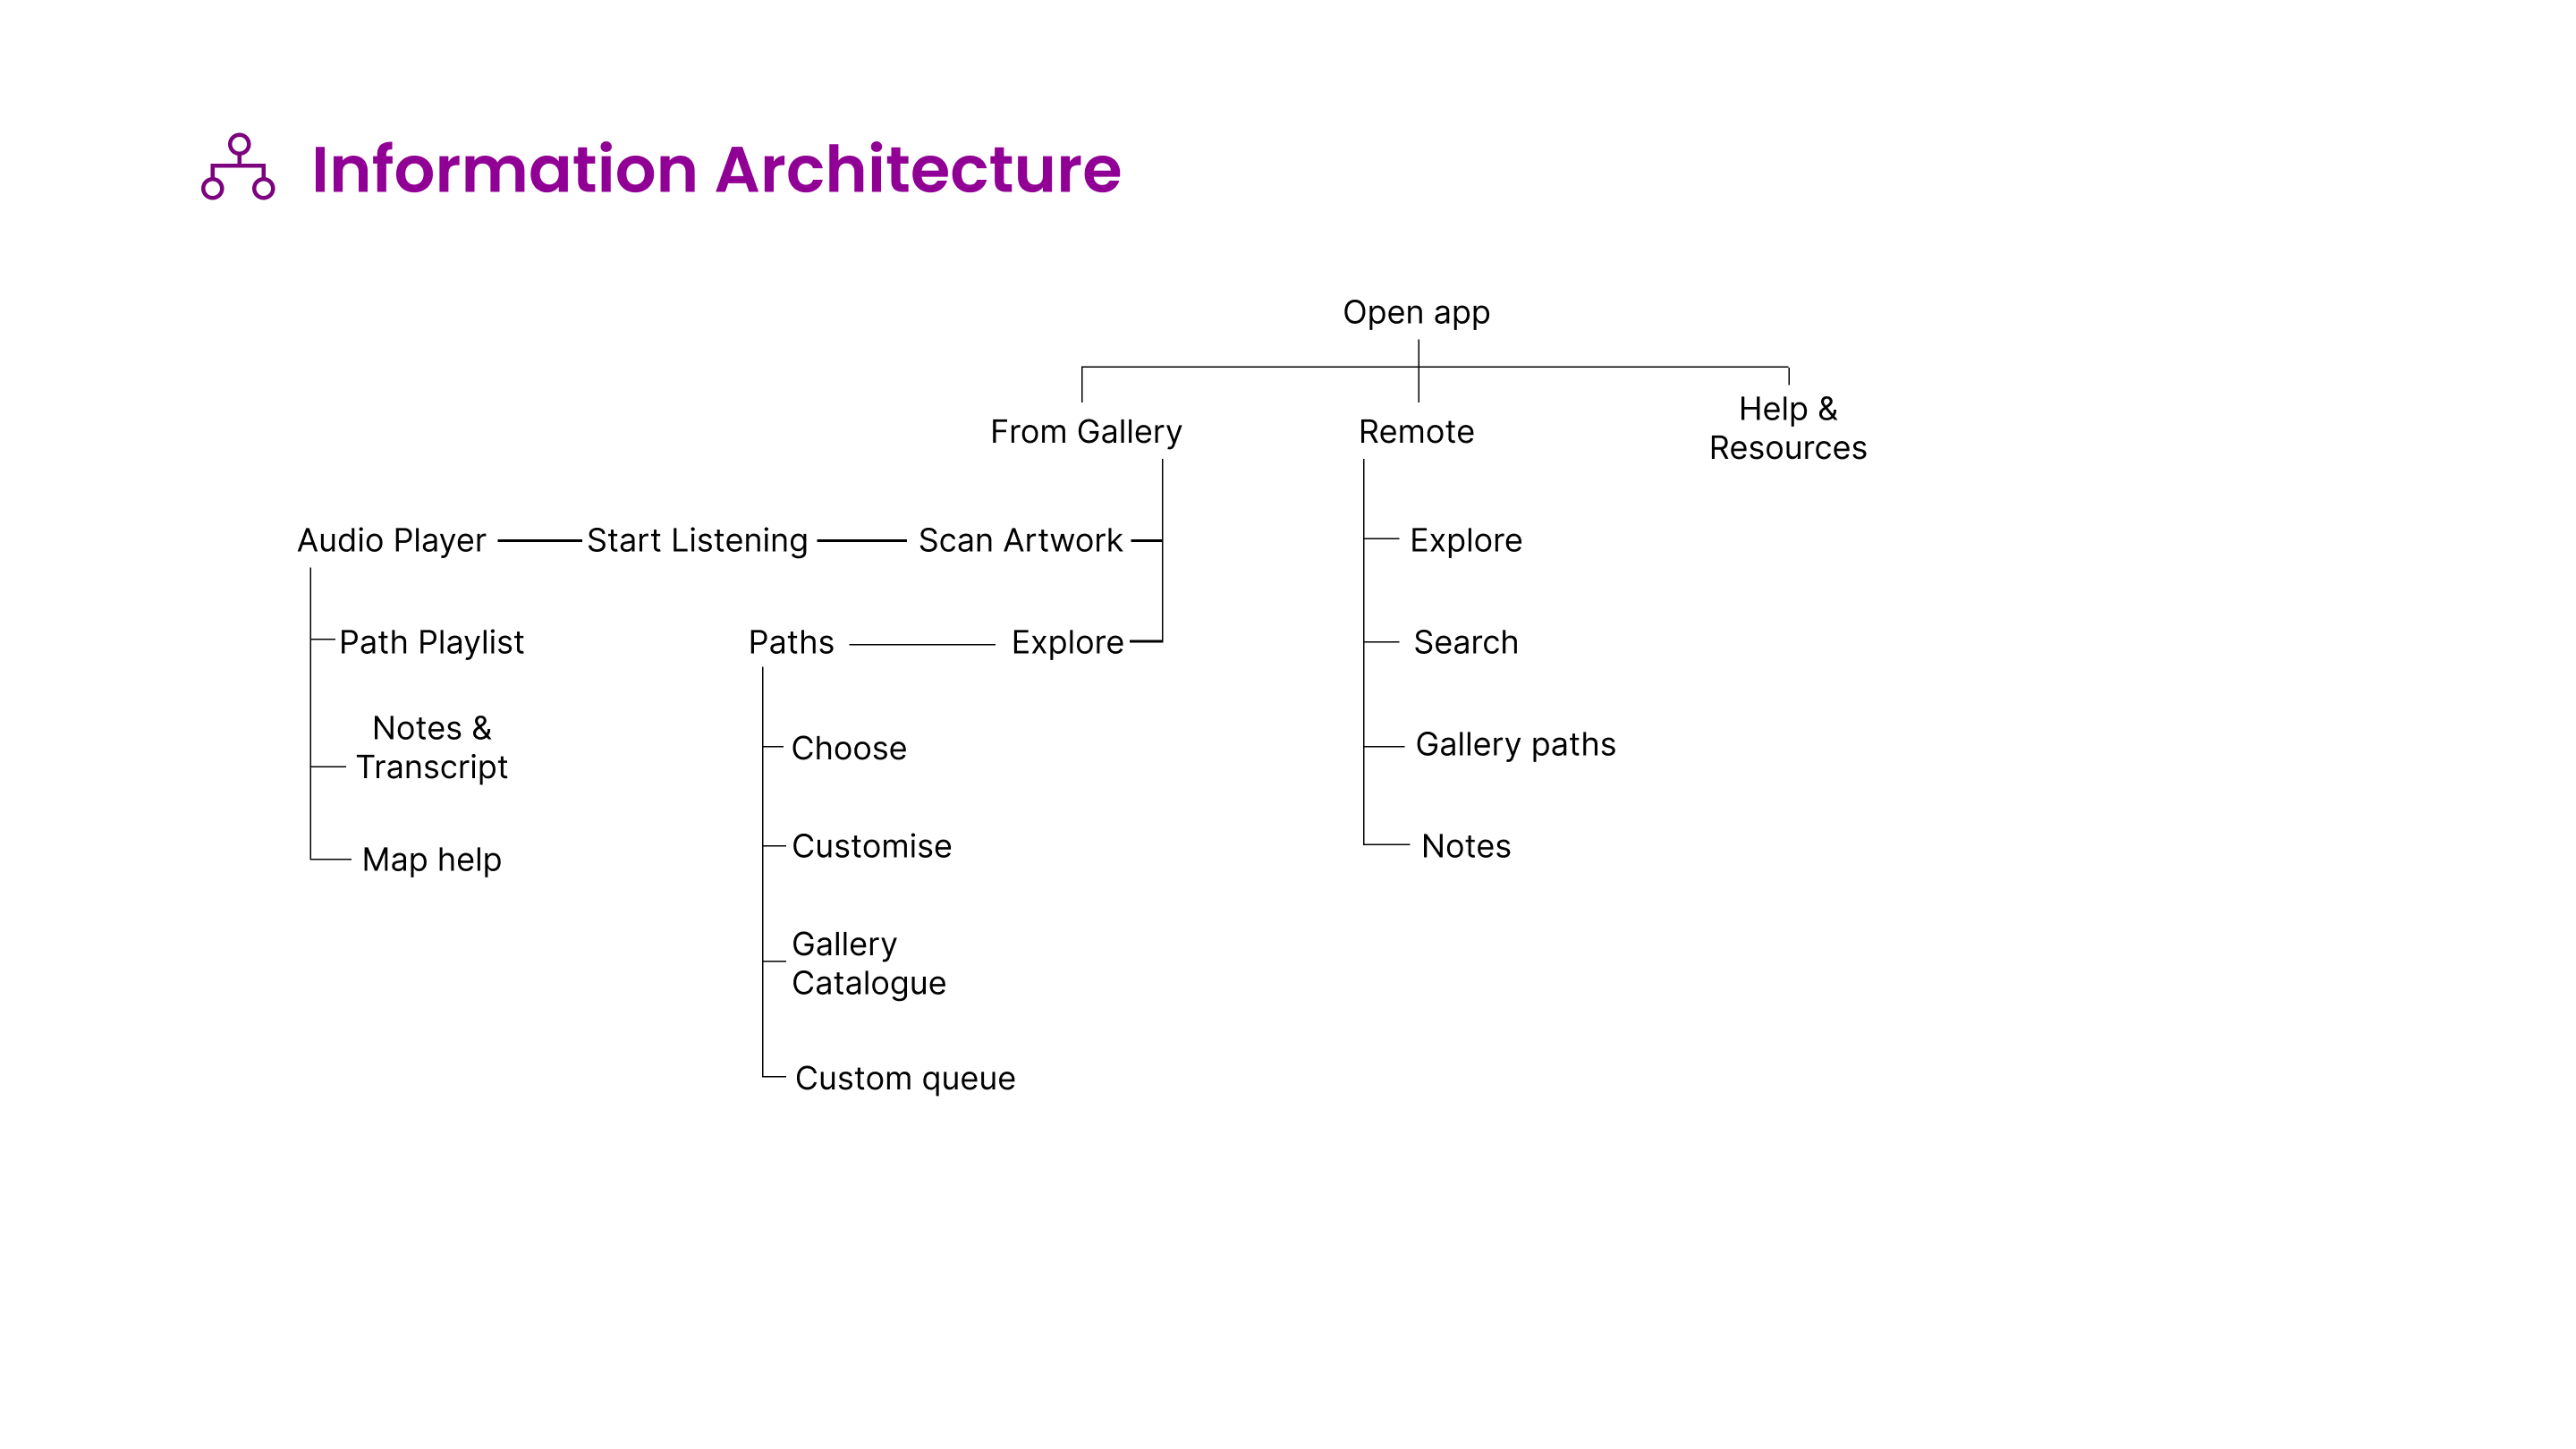 Information Architecture
Open app
From Gallery
Remote
Help &
Resources
Audio Player
Start Listening
Scan Artwork
Explore
Path Playlist
Paths
Explore
Search
Notes &
Transcript
Choose
Gallery paths
Map help
Customise
Notes
Gallery
Catalogue
Custom queue